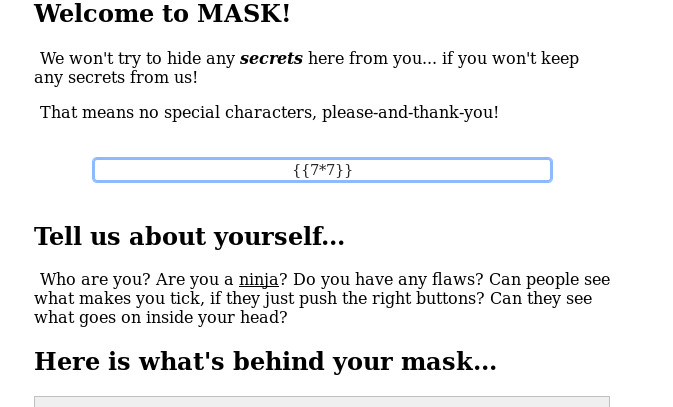 Welcome to MASK!
We won't try to hide any secrets here from you... if you won't keep
any secrets from us!
That means no special characters, please-and-thank-you!
{{7*7}}
Tell us about yourself...
Who are you? Are you a ninja? Do you have any flaws? Can people see
what makes you tick, if they just push the right buttons? Can they see
what goes on inside your head?
Here is what's behind your mask...